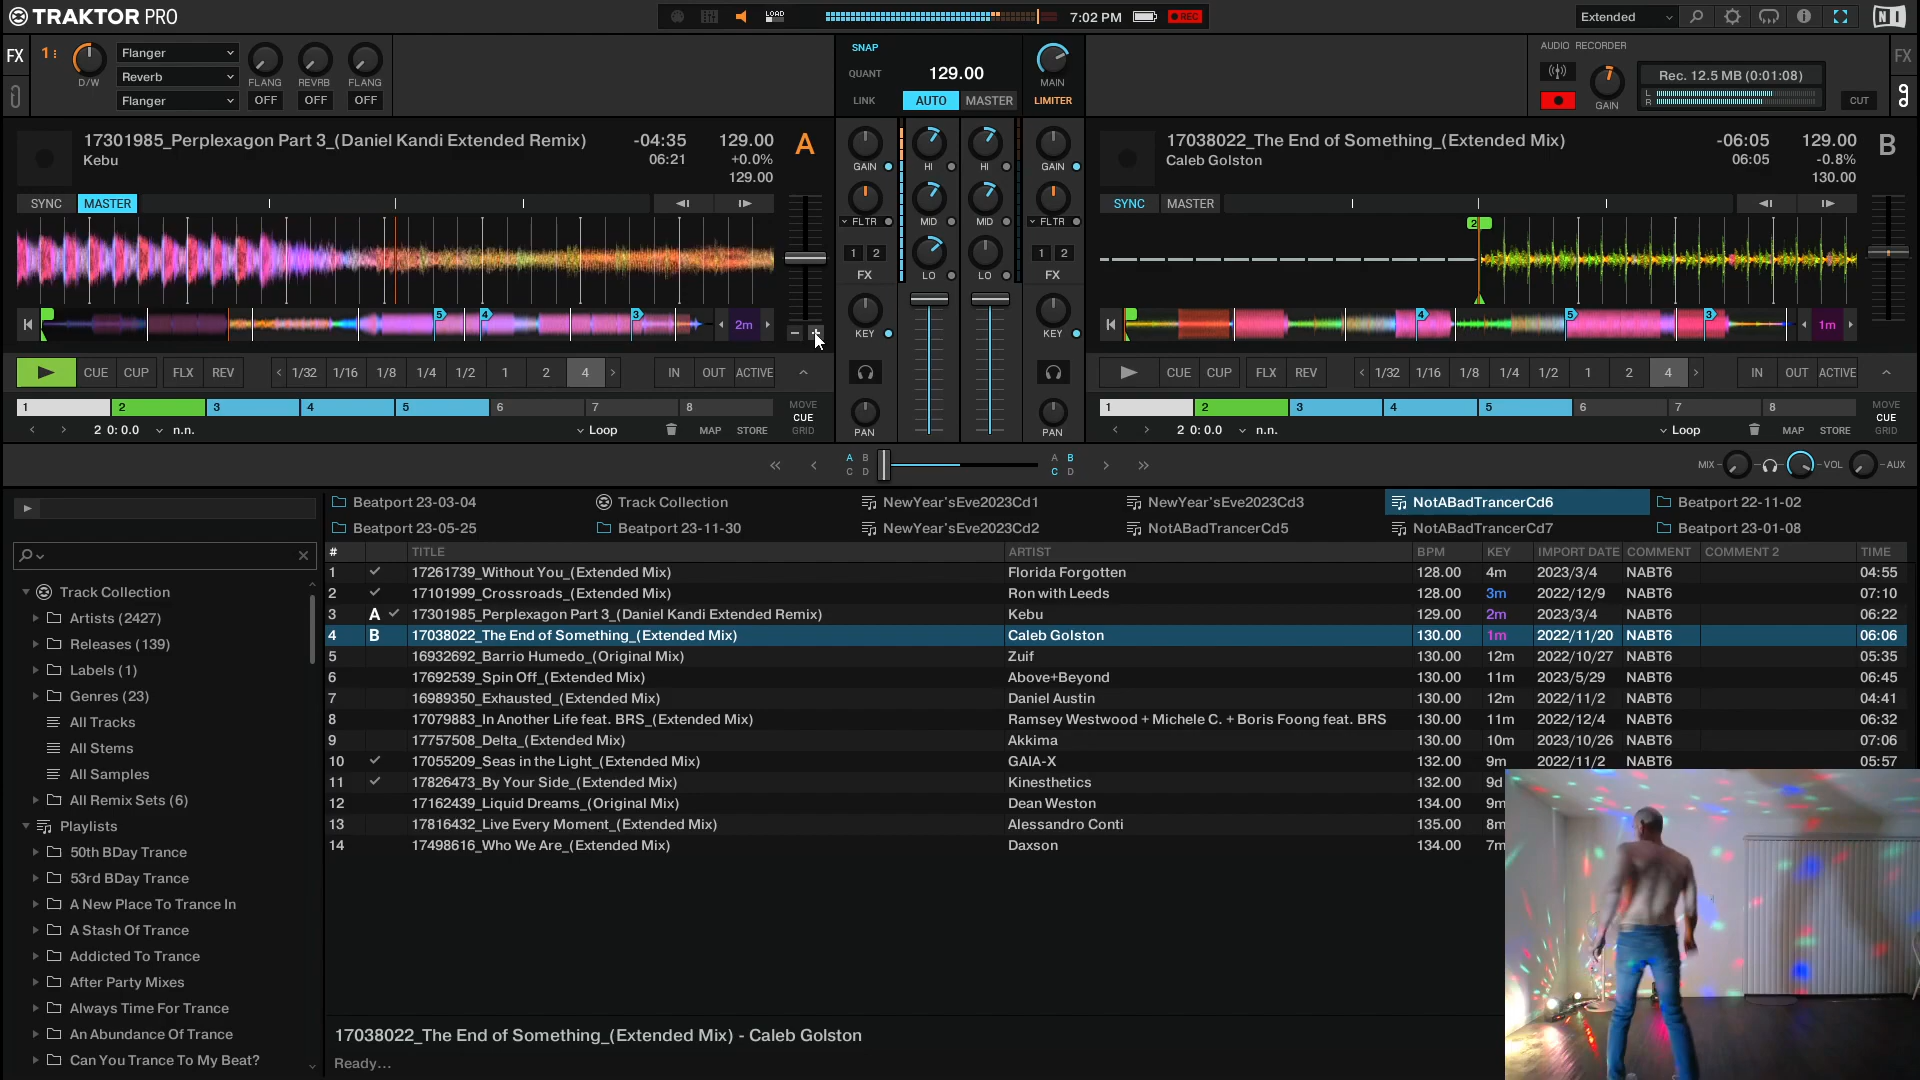 TRAKTOR PRO
LOAD
7:02 PM
REC
Extended
FX
1
D/W
Flanger
Reverb
Flanger
FLANG
REVRB
FLANG
OFF
OFF
OFF
SNAP
QUANT
LINK
129.00
AUTO
MASTER
MAIN
LIMITER
AUDIO RECORDER
GAIN
Rec. 12.5 MB (0:01:08)
L
R
CUT
FX
17301985_Perplexagon Part 3_(Daniel Kandi Extended Remix)
Kebu
-04:35
06:21
129.00
+0.0%
129.00
A
SYNC
MASTER
5
4
3
2m
CUE
CUP
FLX
REV
1/32
1/16
1/8
1/4
1/2
1
2
4
IN
OUT
ACTIVE
1
2
3
4
5
6
7
8
MOVE
CUE
GRID
2 0: 0.0
n.n.
Loop
MAP
STORE
GAIN
HI
HI
GAIN
FLTR
MID
MID
FLTR
1
2
1
2
FX
LO
LO
FX
KEY
KEY
PAN
PAN
17038022_The End of Something_(Extended Mix)
Caleb Golston
-06:05
06:05
129.00
-0.8%
130.00
B
SYNC
MASTER
2
4
5
3
1m
CUE
CUP
FLX
REV
1/32
1/16
1/8
1/4
1/2
1
2
4
IN
OUT
ACTIVE
1
2
3
4
5
6
7
8
MOVE
CUE
GRID
2 0: 0.0
n.n.
Loop
MAP
STORE
A B
C D
A B
C D
MIX
VOL
AUX
Beatport 23-03-04
Track Collection
NewYear'sEve2023Cd1
NewYear'sEve2023Cd3
NotABadTrancerCd6
Beatport 22-11-02
Beatport 23-05-25
Beatport 23-11-30
NewYear'sEve2023Cd2
NotABadTrancerCd5
NotABadTrancerCd7
Beatport 23-01-08
Track Collection
Artists (2427)
Releases (139)
Labels (1)
Genres (23)
All Tracks
All Stems
All Samples
All Remix Sets (6)
Playlists
50th BDay Trance
53rd BDay Trance
A New Place To Trance In
A Stash Of Trance
Addicted To Trance
After Party Mixes
Always Time For Trance
An Abundance Of Trance
Can You Trance To My Beat?
# TITLE ARTIST BPM KEY IMPORT DATE COMMENT COMMENT 2 TIME
1 17261739_Without You_(Extended Mix) Florida Forgotten 128.00 4m 2023/3/4 NABT6 04:55
2 17101999_Crossroads_(Extended Mix) Ron with Leeds 128.00 3m 2022/12/9 NABT6 07:10
3 A 17301985_Perplexagon Part 3_(Daniel Kandi Extended Remix) Kebu 129.00 2m 2023/3/4 NABT6 06:22
4 B 17038022_The End of Something_(Extended Mix) Caleb Golston 130.00 1m 2022/11/20 NABT6 06:06
5 16932692_Barrio Humedo_(Original Mix) Zuif 130.00 12m 2022/10/27 NABT6 05:35
6 17692539_Spin Off_(Extended Mix) Above+Beyond 130.00 11m 2023/5/29 NABT6 06:45
7 16989350_Exhausted_(Extended Mix) Daniel Austin 130.00 12m 2022/11/2 NABT6 04:41
8 17079883_In Another Life feat. BRS_(Extended Mix) Ramsey Westwood + Michele C. + Boris Foong feat. BRS 130.00 11m 2022/12/4 NABT6 06:32
9 17757508_Delta_(Extended Mix) Akkima 130.00 10m 2023/10/26 NABT6 07:06
10 17055209_Seas in the Light_(Extended Mix) GAIA-X 132.00 9m 2022/11/2 NABT6 05:57
11 17826473_By Your Side_(Extended Mix) Kinesthetics 132.00 9d
12 17162439_Liquid Dreams_(Original Mix) Dean Weston 134.00 9m
13 17816432_Live Every Moment_(Extended Mix) Alessandro Conti 135.00 8m
14 17498616_Who We Are_(Extended Mix) Daxson 134.00 7m
17038022_The End of Something_(Extended Mix) - Caleb Golston
Ready...